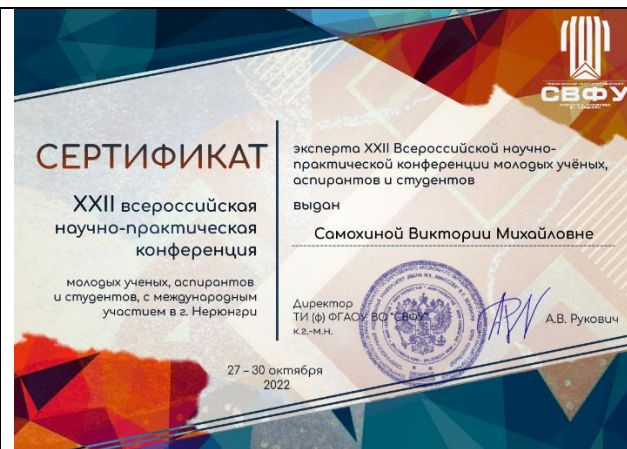 СВФУ
СЕРТИФИКАТ
XXII всероссийская
научно-практическая
конференция
молодых ученых, аспирантов
и студентов, с международным
участием в г. Нерюнгри
27 – 30 октября
2022
эксперта XXII Всероссийской научно-
практической конференции молодых учёных,
аспирантов и студентов
выдан
Самохиной Виктории Михайловне
Директор
ТИ (ф) ФГАОУ ВО "СВФУ"
к.г.-м.н.
А.В. Рукович